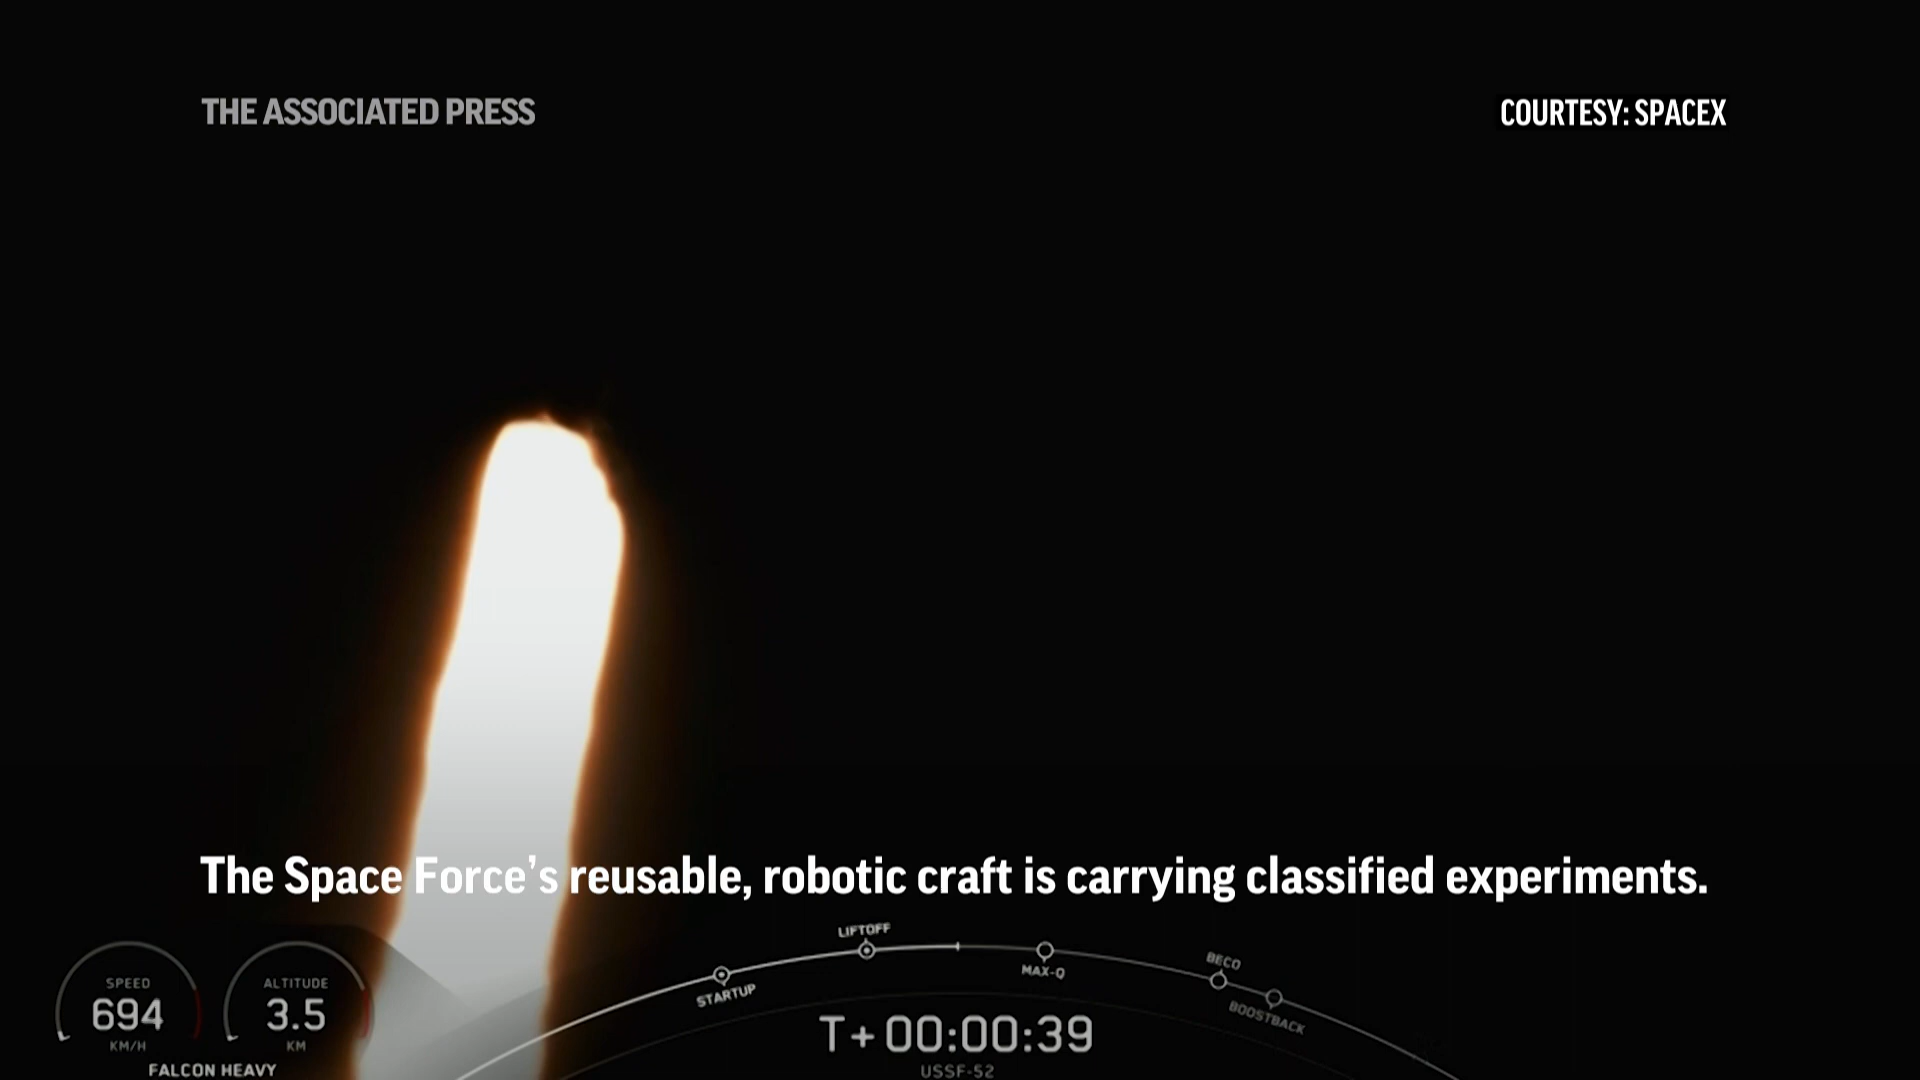 THE ASSOCIATED PRESS
COURTESY: SPACEX
The Space Force's reusable, robotic craft is carrying classified experiments.
SPEED
694
KM/H
ALTITUDE
3.5
KM
FALCON HEAVY
STARTUP
LIFTOFF
MAX-Q
BECO
BOOSTBACK
T+00:00:39
USSF-52